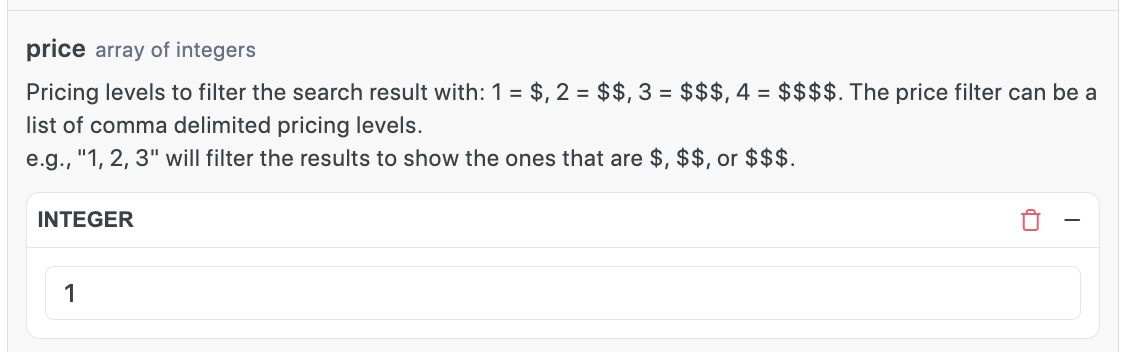 price array of integers
Pricing levels to filter the search result with: 1 = $, 2 = $$, 3 = $$$, 4 = $$$$. The price filter can be a
list of comma delimited pricing levels.
e.g., "1, 2, 3" will filter the results to show the ones that are $, $$, or $$$.
INTEGER
1